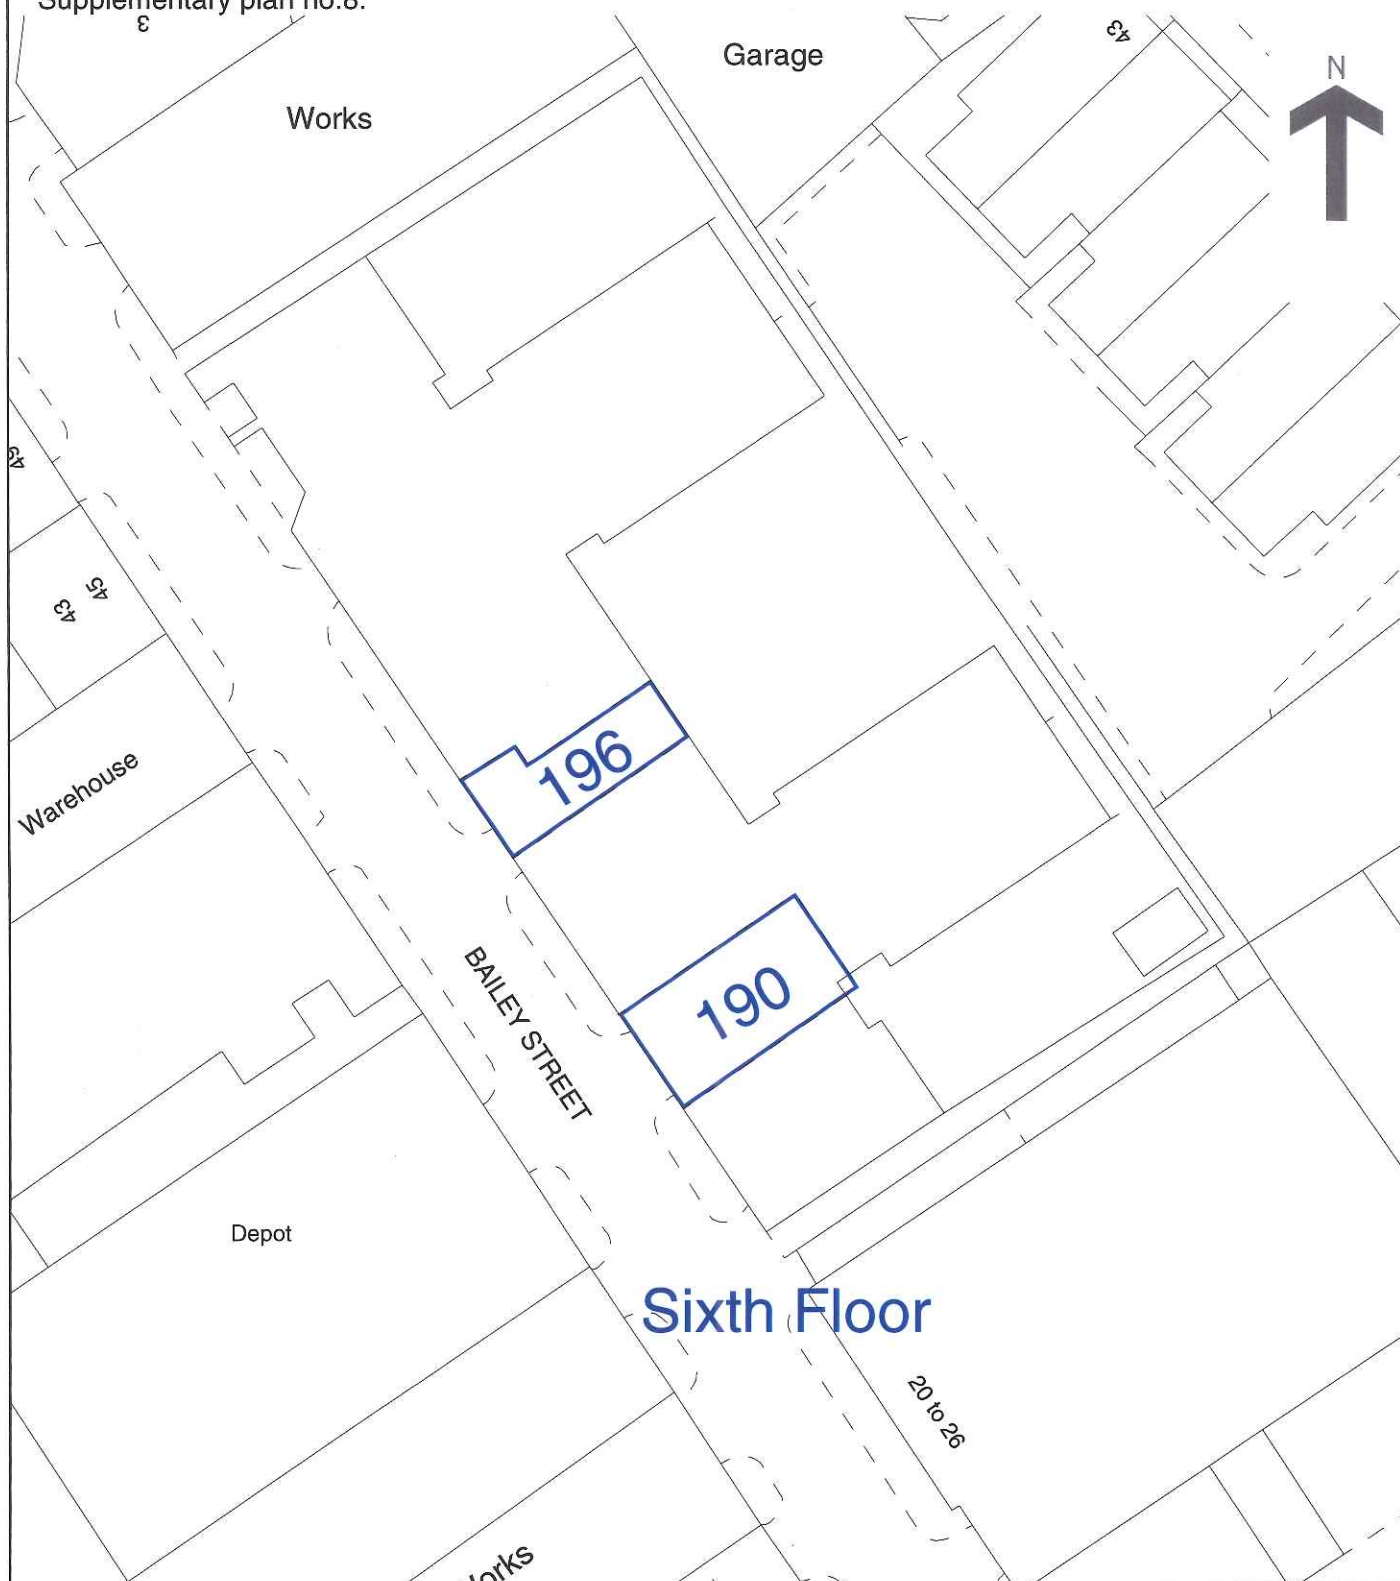 Supplementary plan no.8.
3
Works
Garage
43
N
49
45
43
Warehouse
196
190
BAILEY STREET
Depot
Sixth Floor
20 to 26